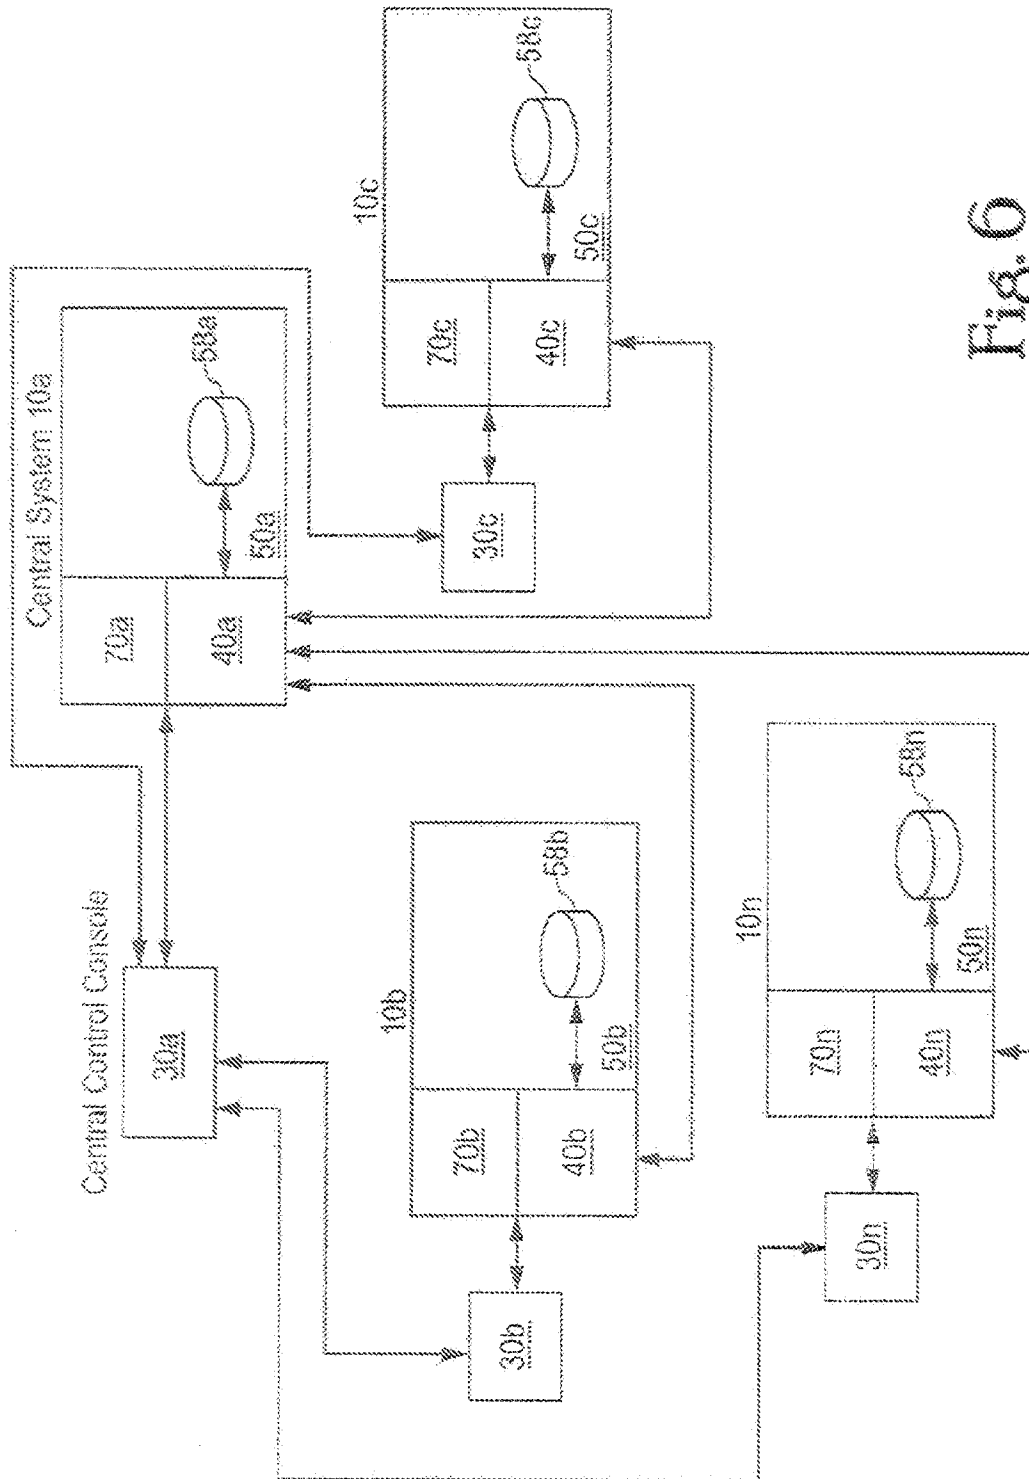 Central Control Console
30a
Central System 10a
70a
40a
50a
58a
30b
10b
70b
40b
50b
58b
30c
10c
70c
40c
50c
58c
30n
10n
70n
40n
50n
58n
Fig. 6